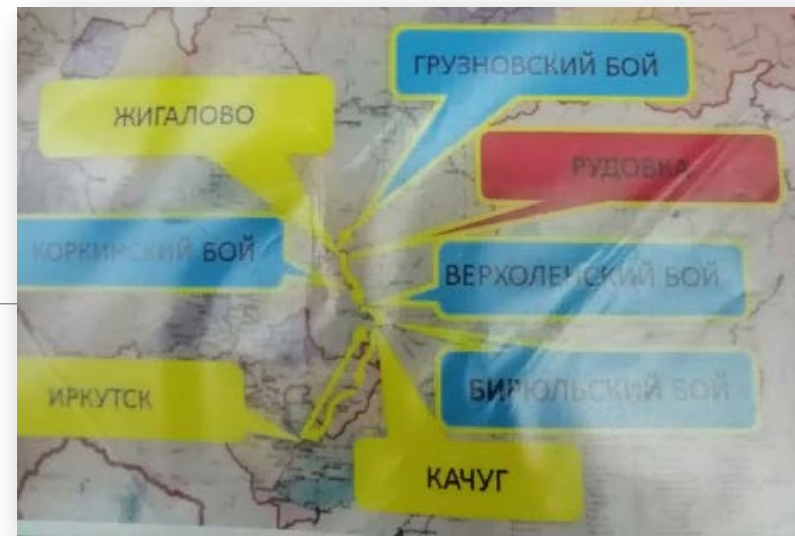 ГРУЗНОВСКИЙ БОЙ
ЖИГАЛОВО
РУДОВКА
КОРКИНСКИЙ БОЙ
ВЕРХОЛЕНСКИЙ БОЙ
ИРКУТСК
БИРЮЛЬСКИЙ БОЙ
КАЧУГ